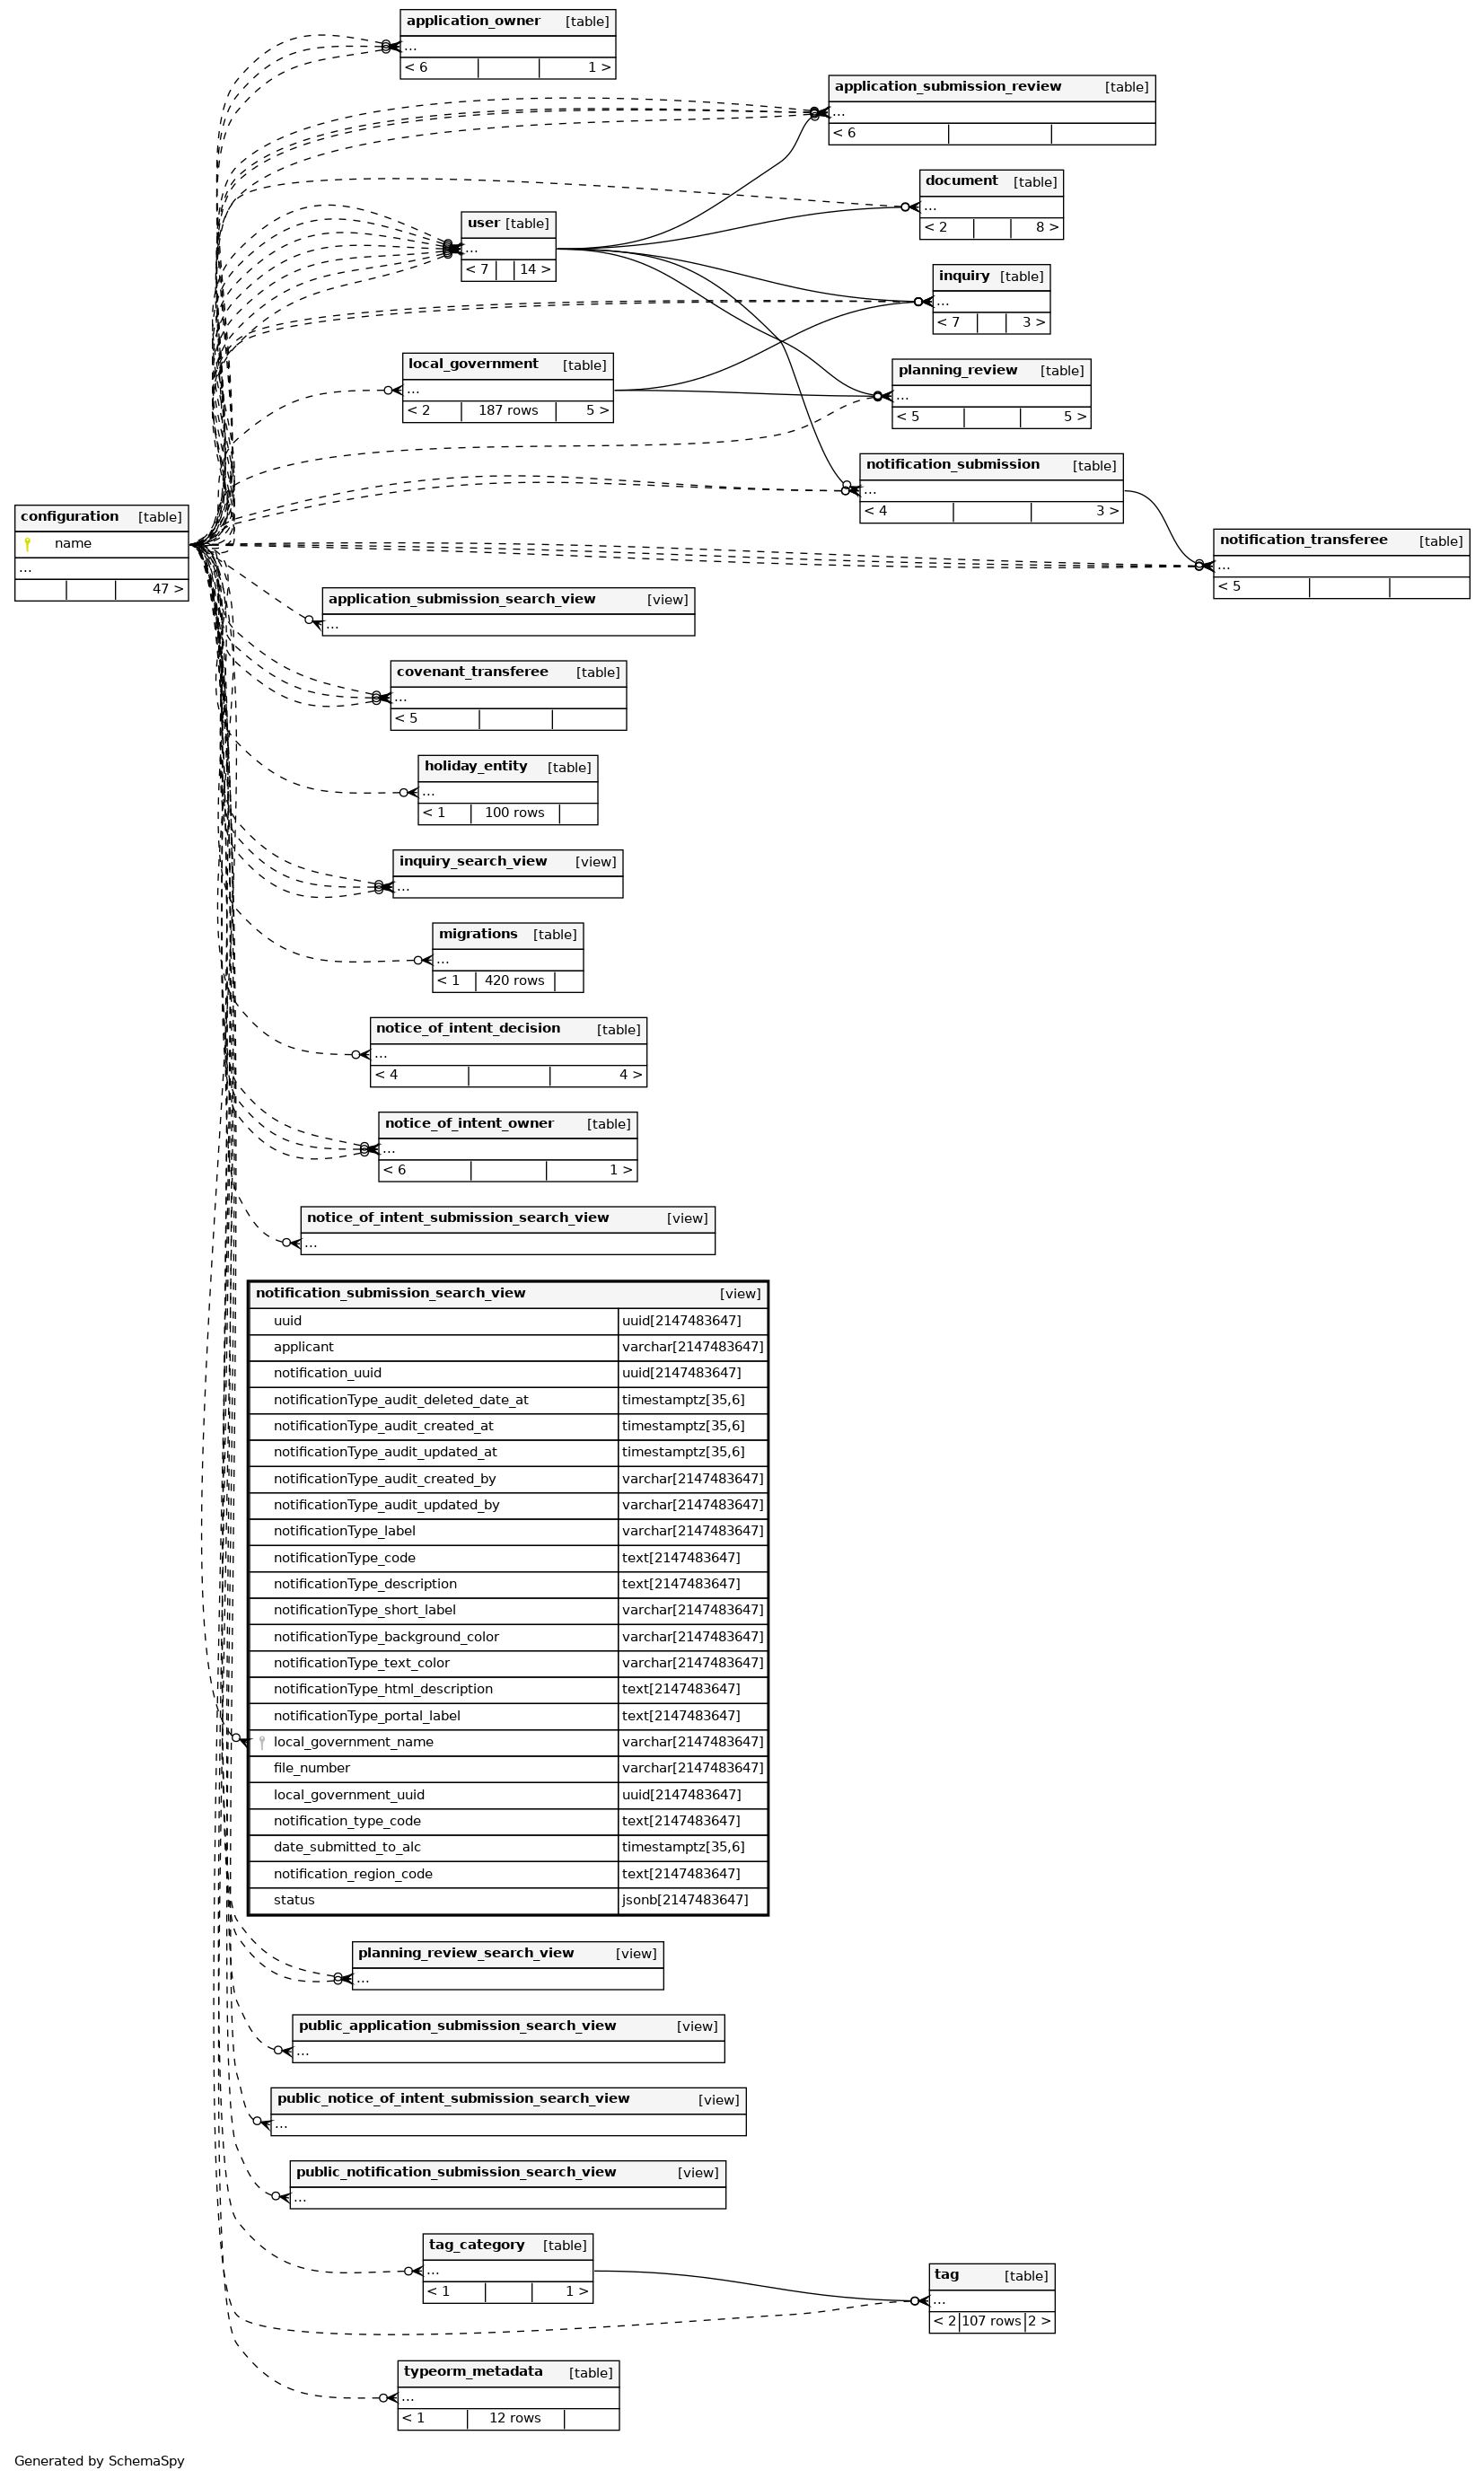 application_owner [table]
...
< 6 1 >
application_submission_review [table]
...
< 6
document [table]
...
< 2 8 >
user [table]
...
< 7 14 >
inquiry [table]
...
< 7 3 >
local_government [table]
...
< 2 187 rows 5 >
planning_review [table]
...
< 5 5 >
notification_submission [table]
...
< 4 3 >
configuration [table]
name
...
47 >
notification_transferee [table]
...
< 5
application_submission_search_view [view]
...
covenant_transferee [table]
...
< 5
holiday_entity [table]
...
< 1 100 rows
inquiry_search_view [view]
...
migrations [table]
...
< 1 420 rows
notice_of_intent_decision [table]
...
< 4 4 >
notice_of_intent_owner [table]
...
< 6 1 >
notice_of_intent_submission_search_view [view]
...
notification_submission_search_view [view]
uuid uuid[2147483647]
applicant varchar[2147483647]
notification_uuid uuid[2147483647]
notificationType_audit_deleted_date_at timestamptz[35,6]
notificationType_audit_created_at timestamptz[35,6]
notificationType_audit_updated_at timestamptz[35,6]
notificationType_audit_created_by varchar[2147483647]
notificationType_audit_updated_by varchar[2147483647]
notificationType_label varchar[2147483647]
notificationType_code text[2147483647]
notificationType_description text[2147483647]
notificationType_short_label varchar[2147483647]
notificationType_background_color varchar[2147483647]
notificationType_text_color varchar[2147483647]
notificationType_html_description text[2147483647]
notificationType_portal_label text[2147483647]
local_government_name varchar[2147483647]
file_number varchar[2147483647]
local_government_uuid uuid[2147483647]
notification_type_code text[2147483647]
date_submitted_to_alc timestamptz[35,6]
notification_region_code text[2147483647]
status jsonb[2147483647]
planning_review_search_view [view]
...
public_application_submission_search_view [view]
...
public_notice_of_intent_submission_search_view [view]
...
public_notification_submission_search_view [view]
...
tag_category [table]
...
< 1 1 >
tag [table]
...
< 2 107 rows 2 >
typeorm_metadata [table]
...
< 1 12 rows
Generated by SchemaSpy